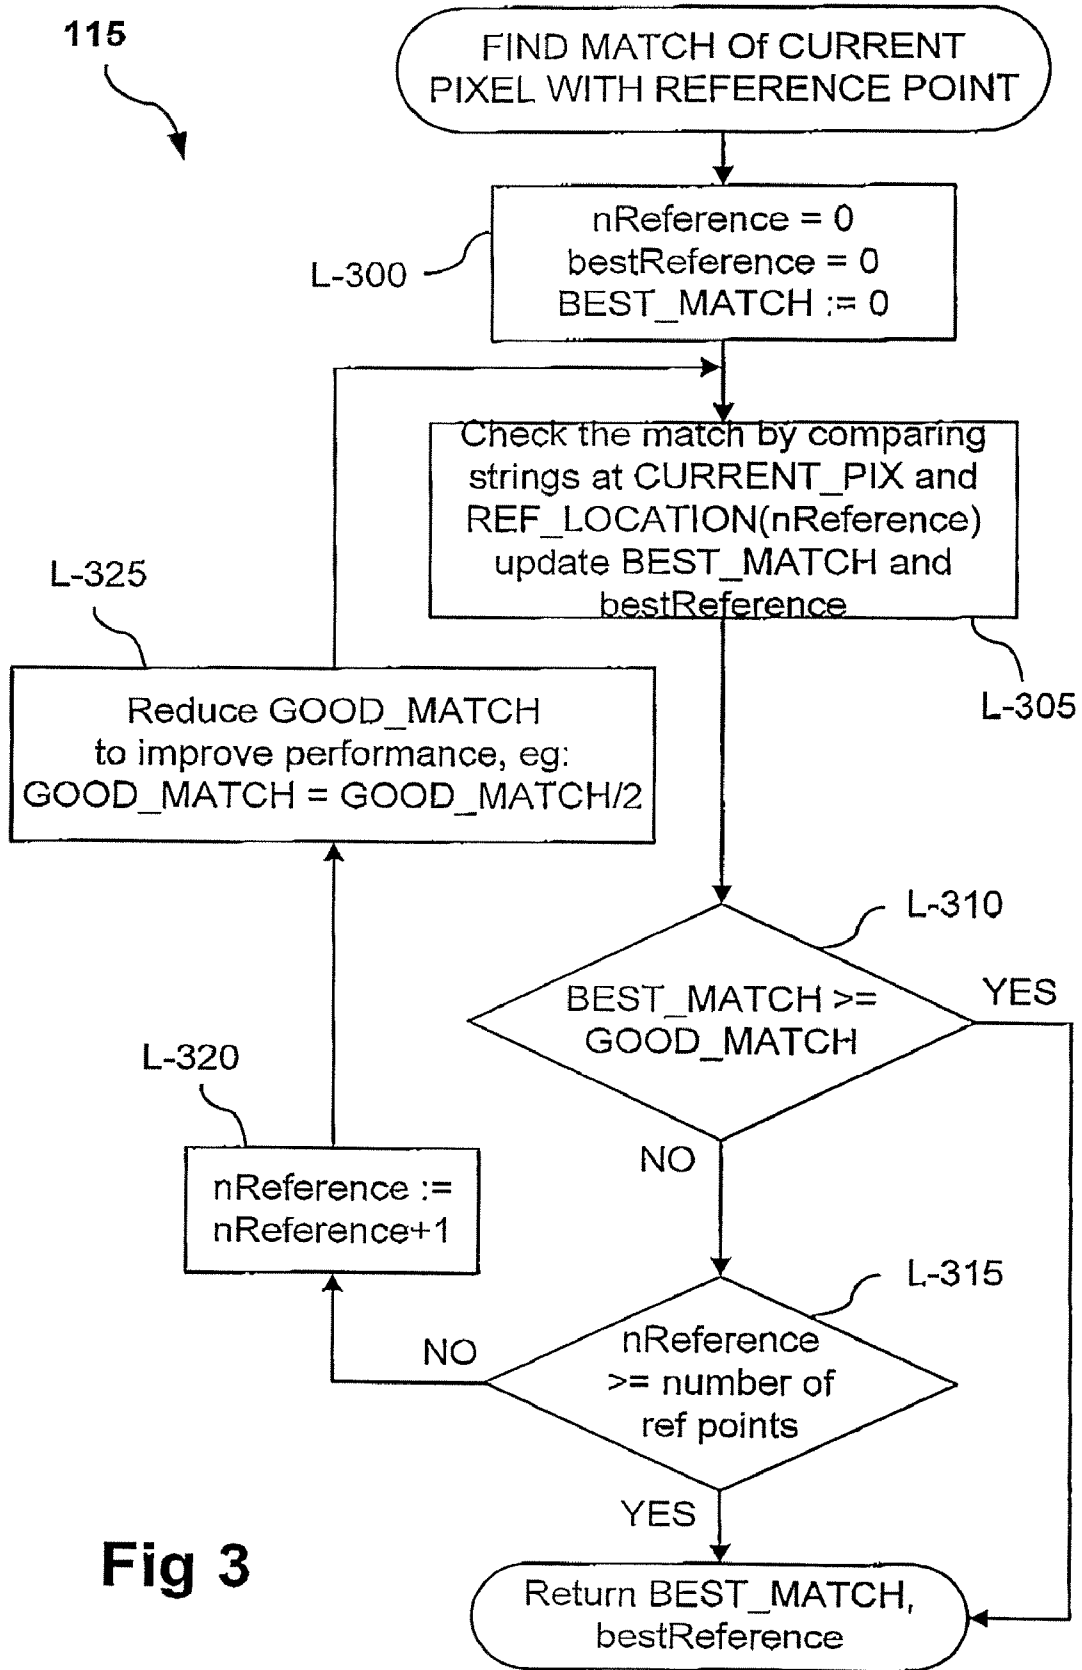 115
FIND MATCH Of CURRENT
PIXEL WITH REFERENCE POINT
nReference = 0
bestReference = 0
BEST_MATCH := 0
L-300
Check the match by comparing
strings at CURRENT_PIX and
REF_LOCATION(nReference)
update BEST_MATCH and
bestReference
L-305
L-325
Reduce GOOD_MATCH
to improve performance, eg:
GOOD_MATCH = GOOD_MATCH/2
L-310
BEST_MATCH >=
GOOD_MATCH
YES
NO
L-320
nReference :=
nReference+1
L-315
nReference
>= number of
ref points
NO
YES
Return BEST_MATCH,
bestReference
Fig 3